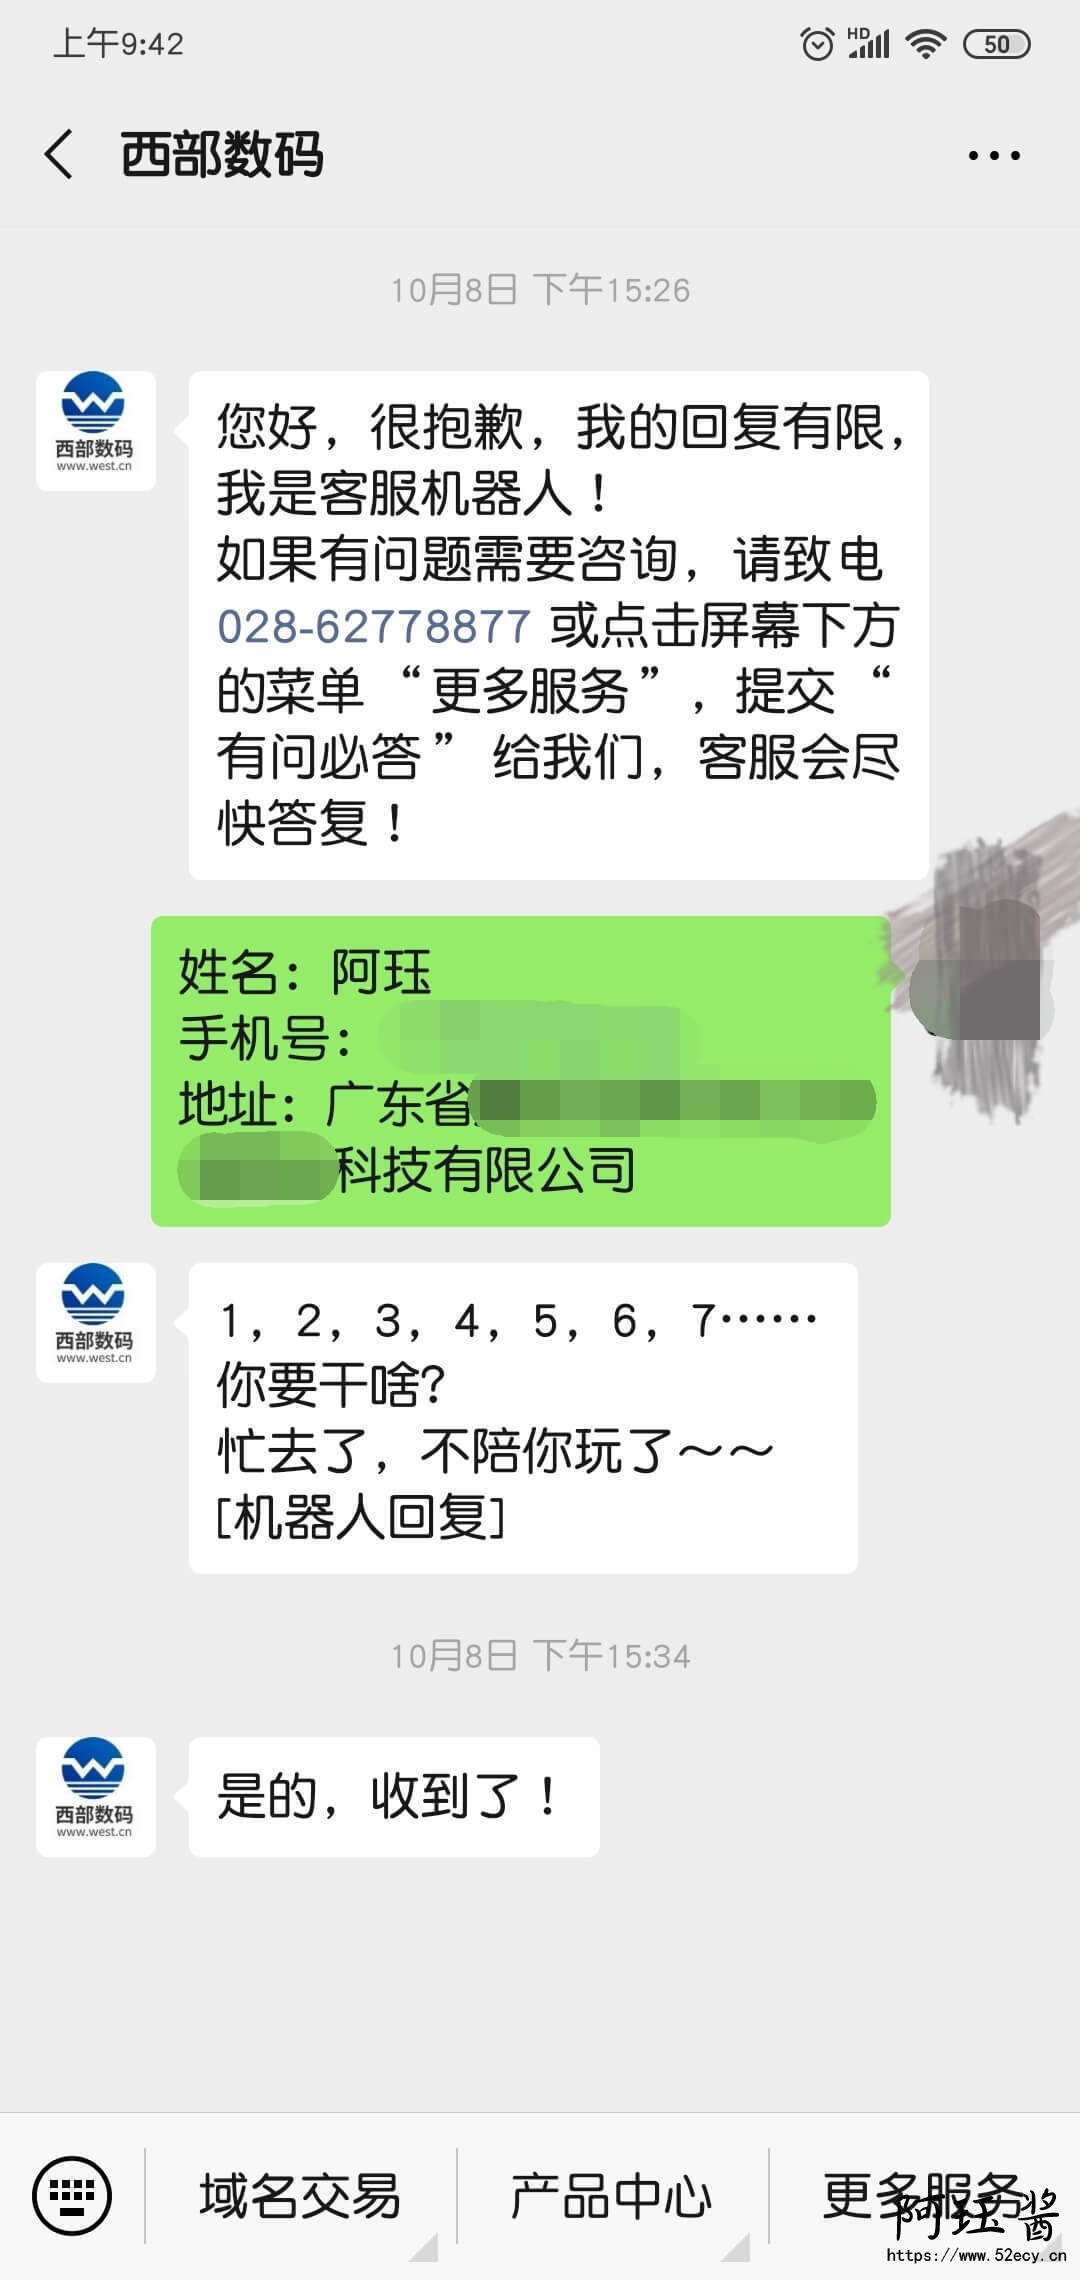 上午9:42
HD
50
西部数码
10月8日 下午15:26
西部数码
www.west.cn
您好，很抱歉，我的回复有限，
我是客服机器人！
如果有问题需要咨询，请致电
028-62778877 或点击屏幕下方
的菜单“更多服务”，提交“
有问必答”给我们，客服会尽
快答复！
姓名：阿珏
手机号：
地址：广东省
科技有限公司
西部数码
www.west.cn
1，2，3，4，5，6，7……
你要干啥？
忙去了，不陪你玩了～～
[机器人回复]
10月8日 下午15:34
西部数码
www.west.cn
是的，收到了！
域名交易
产品中心
更多服务
阿珏酱
https://www.52ecy.cn